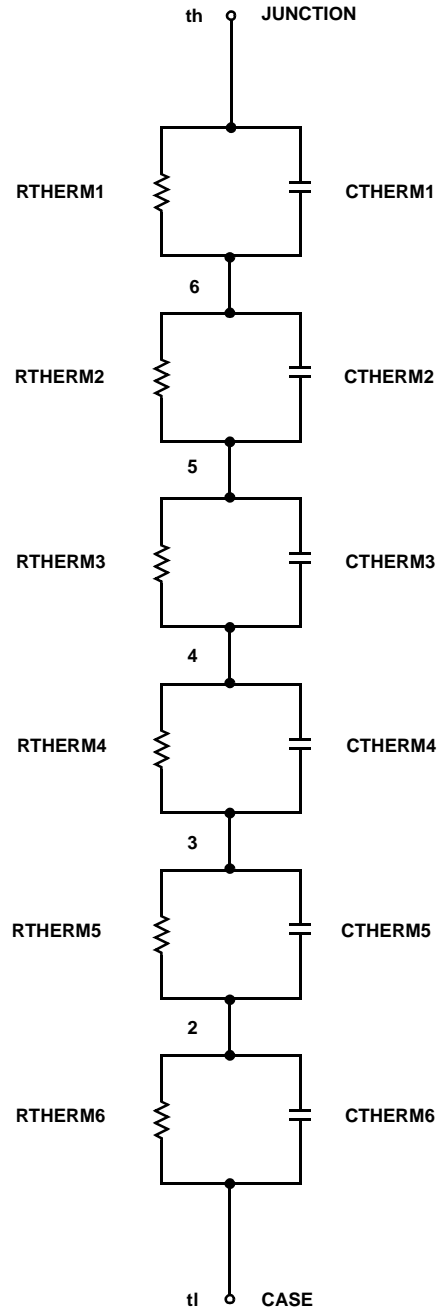 th JUNCTION
RTHERM1 CTHERM1
6
RTHERM2 CTHERM2
5
RTHERM3 CTHERM3
4
RTHERM4 CTHERM4
3
RTHERM5 CTHERM5
2
RTHERM6 CTHERM6
tl CASE